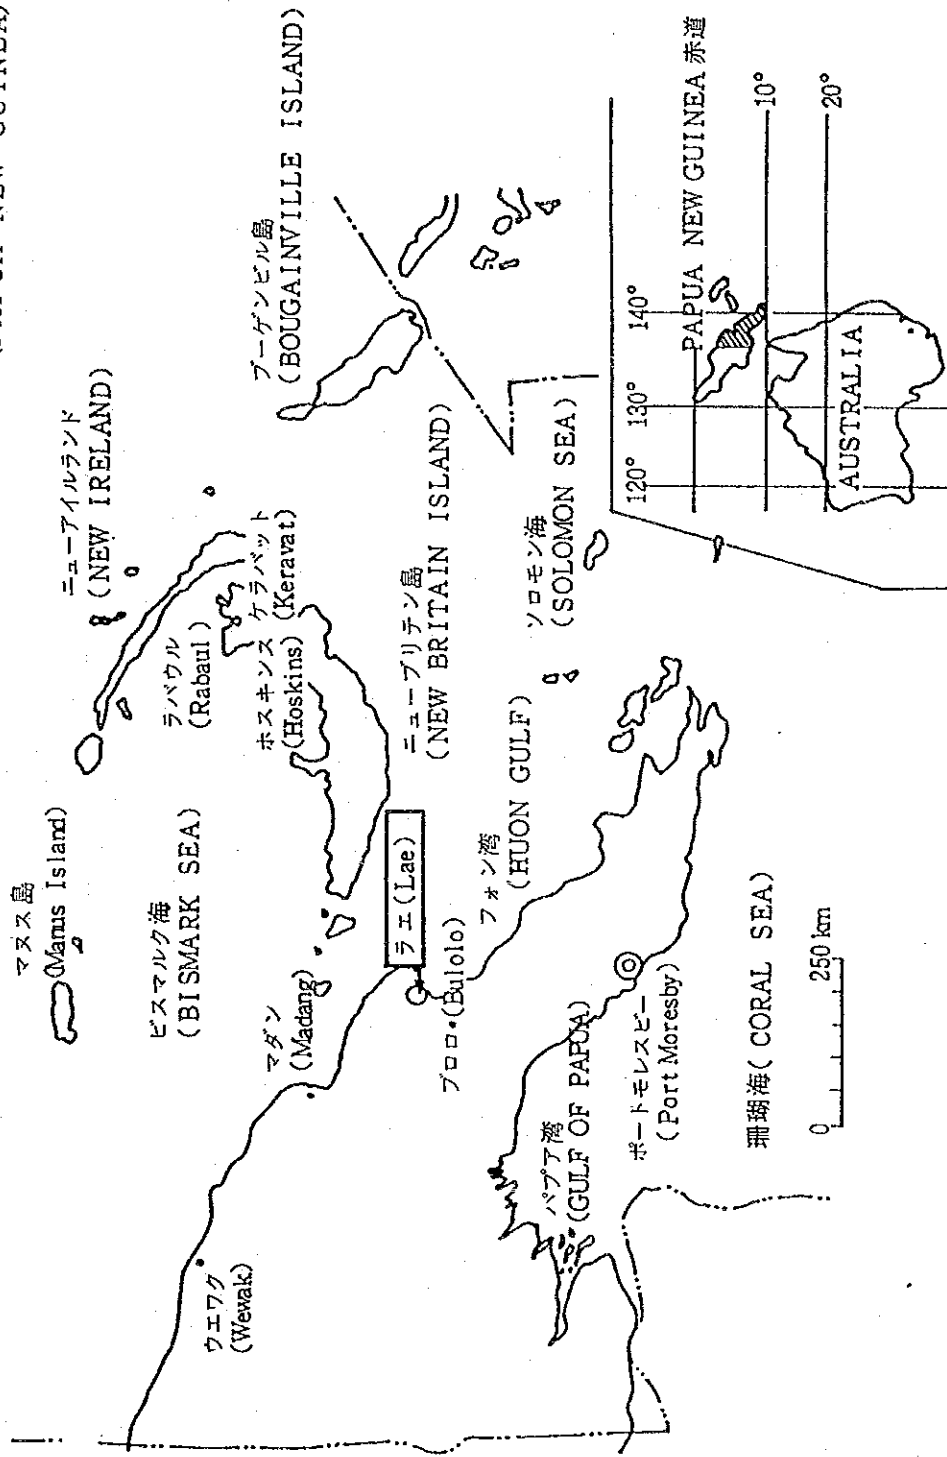 (PAPUA NEW GUINEA)
マヌス島
(Manus Island)
ニューアイルランド
(NEW IRELAND)
ビスマルク海
(BISMARK SEA)
ラバウル
(Rabaul)
ケラバット
(Keravat)
ホスキンス
(Hoskins)
ブーゲンビル島
(BOUGAINVILLE ISLAND)
ウエワク
(Wewak)
マダン
(Madang)
ラエ(Lae)
ニューブリテン島
(NEW BRITAIN ISLAND)
ブロロ
(Bulolo)
フォン湾
(HUON GULF)
ソロモン海
(SOLOMON SEA)
パプア湾
(GULF OF PAPUA)
ポートモレスビー
(Port Moresby)
珊瑚海(CORAL SEA)
0
250km
120°
130°
140°
PAPUA NEW GUINEA
赤道
10°
20°
AUSTRALIA